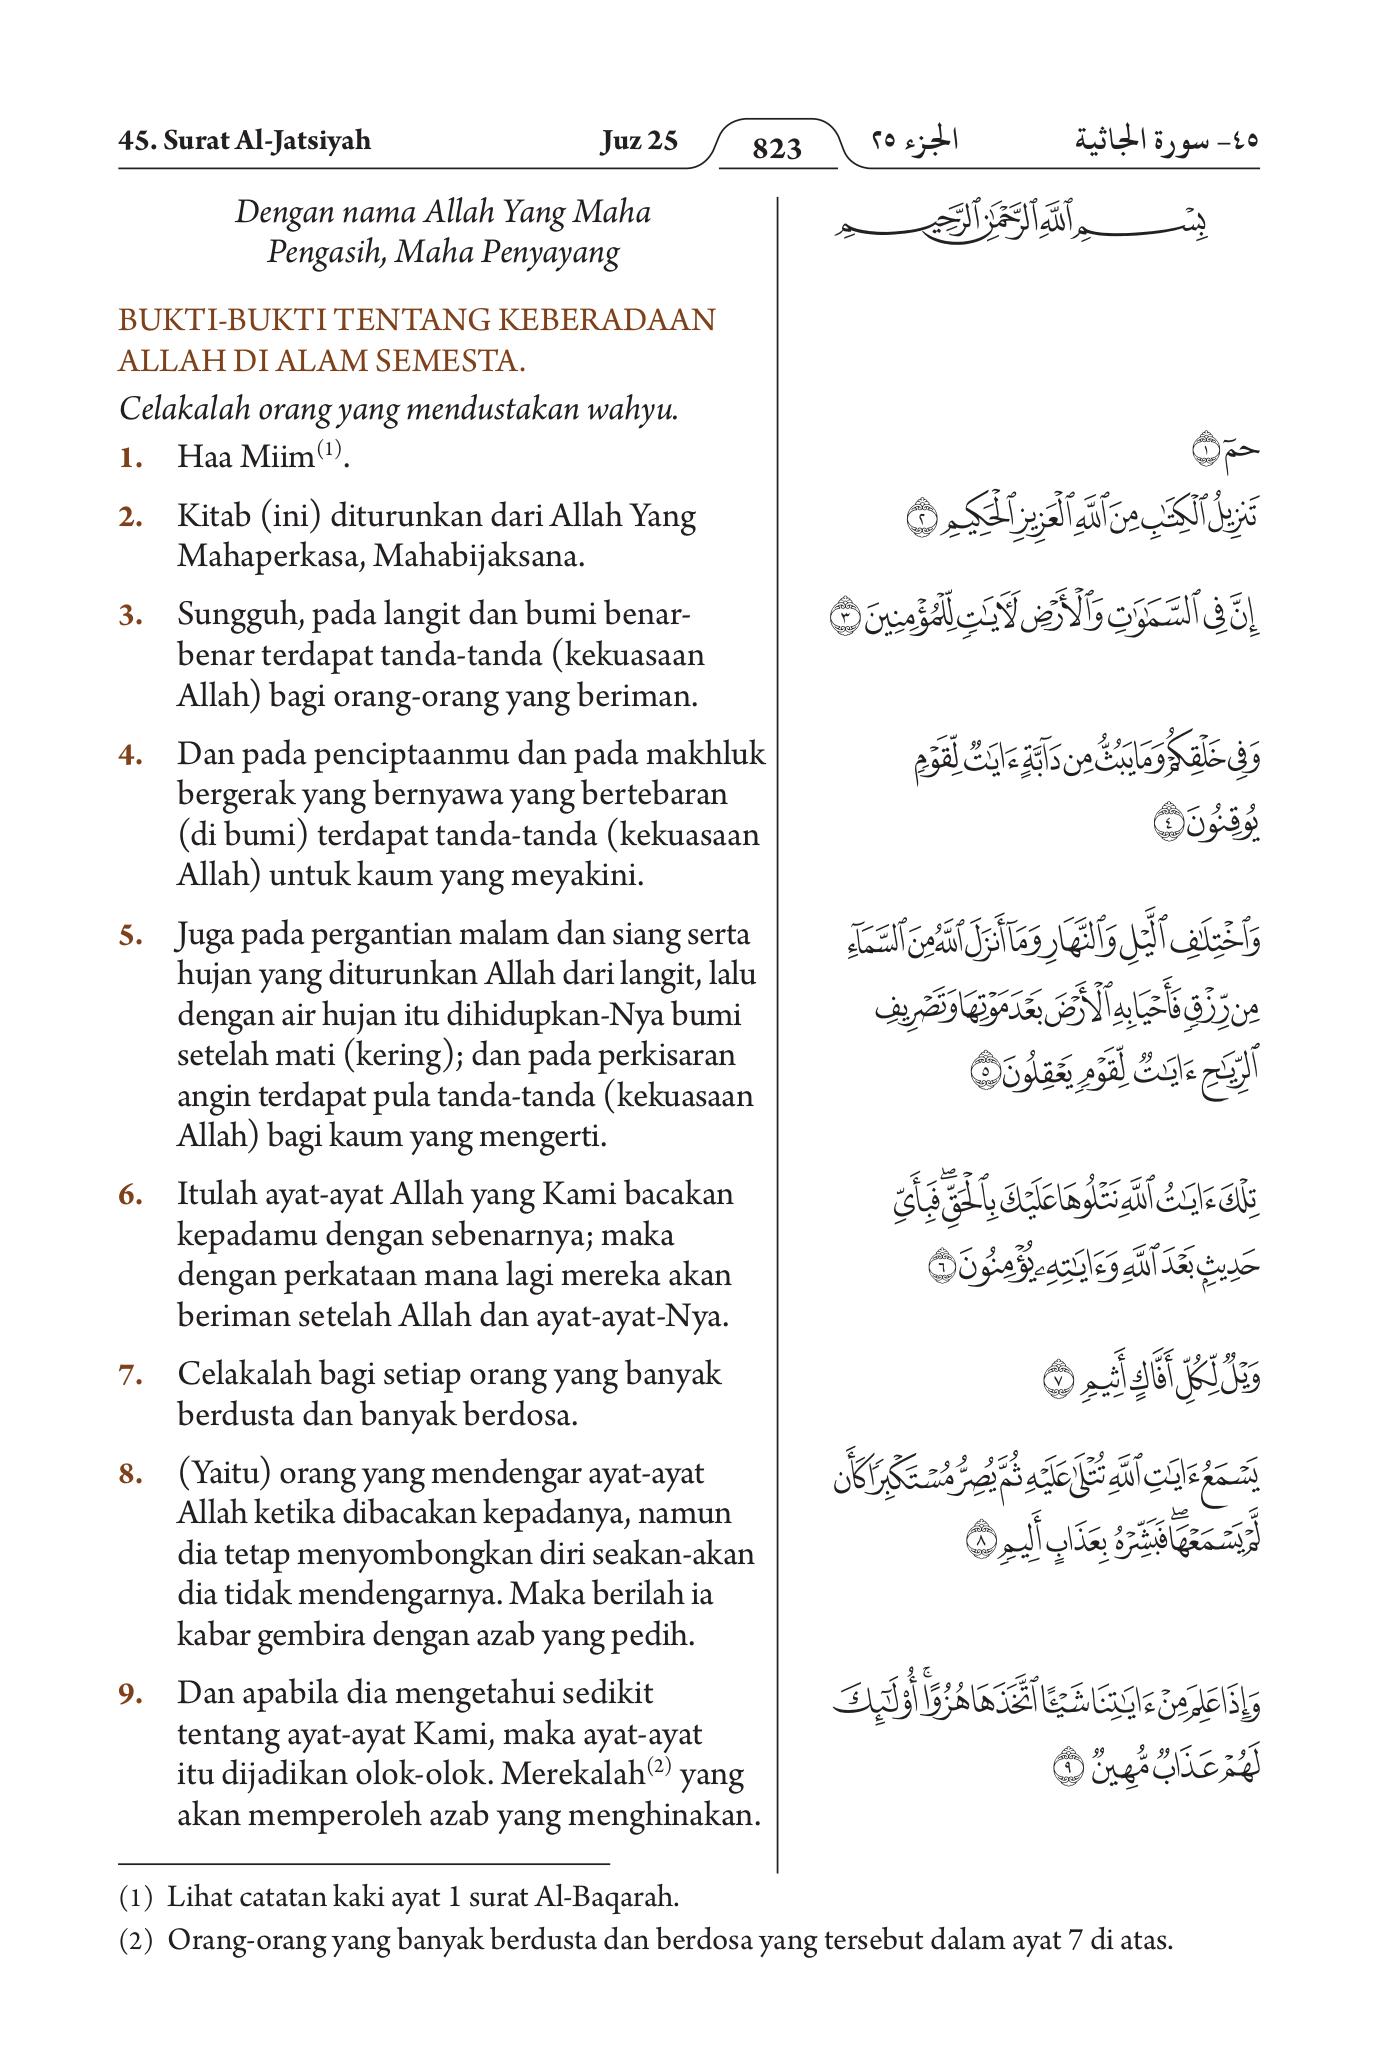 45. Surat Al-Jatsiyah Juz 25 823 الجزء ٢٥ ٤٥- سورة الجاثية
Dengan nama Allah Yang Maha
Pengasih, Maha Penyayang
BUKTI-BUKTI TENTANG KEBERADAAN
ALLAH DI ALAM SEMESTA.
Celakalah orang yang mendustakan wahyu.
1. Haa Miim(1).
2. Kitab (ini) diturunkan dari Allah Yang
Mahaperkasa, Mahabijaksana.
3. Sungguh, pada langit dan bumi benar-
benar terdapat tanda-tanda (kekuasaan
Allah) bagi orang-orang yang beriman.
4. Dan pada penciptaanmu dan pada makhluk
bergerak yang bernyawa yang bertebaran
(di bumi) terdapat tanda-tanda (kekuasaan
Allah) untuk kaum yang meyakini.
5. Juga pada pergantian malam dan siang serta
hujan yang diturunkan Allah dari langit, lalu
dengan air hujan itu dihidupkan-Nya bumi
setelah mati (kering); dan pada perkisaran
angin terdapat pula tanda-tanda (kekuasaan
Allah) bagi kaum yang mengerti.
6. Itulah ayat-ayat Allah yang Kami bacakan
kepadamu dengan sebenarnya; maka
dengan perkataan mana lagi mereka akan
beriman setelah Allah dan ayat-ayat-Nya.
7. Celakalah bagi setiap orang yang banyak
berdusta dan banyak berdosa.
8. (Yaitu) orang yang mendengar ayat-ayat
Allah ketika dibacakan kepadanya, namun
dia tetap menyombongkan diri seakan-akan
dia tidak mendengarnya. Maka berilah ia
kabar gembira dengan azab yang pedih.
9. Dan apabila dia mengetahui sedikit
tentang ayat-ayat Kami, maka ayat-ayat
itu dijadikan olok-olok. Merekalah(2) yang
akan memperoleh azab yang menghinakan.
بِسْمِ ٱللَّهِ ٱلرَّحْمَٰنِ ٱلرَّحِيمِ
حمٓ ١
تَنزِيلُ ٱلْكِتَٰبِ مِنَ ٱللَّهِ ٱلْعَزِيزِ ٱلْحَكِيمِ ٢
إِنَّ فِى ٱلسَّمَٰوَٰتِ وَٱلْأَرْضِ لَءَايَٰتٍ لِّلْمُؤْمِنِينَ ٣
وَفِى خَلْقِكُمْ وَمَا يَبُثُّ مِن دَآبَّةٍ ءَايَٰتٌ لِّقَوْمٍ
يُوقِنُونَ ٤
وَٱخْتِلَٰفِ ٱلَّيْلِ وَٱلنَّهَارِ وَمَآ أَنزَلَ ٱللَّهُ مِنَ ٱلسَّمَآءِ
مِن رِّزْقٍ فَأَحْيَا بِهِ ٱلْأَرْضَ بَعْدَ مَوْتِهَا وَتَصْرِيفِ
ٱلرِّيَٰحِ ءَايَٰتٌ لِّقَوْمٍ يَعْقِلُونَ ٥
تِلْكَ ءَايَٰتُ ٱللَّهِ نَتْلُوهَا عَلَيْكَ بِٱلْحَقِّ ۖ فَبِأَىِّ
حَدِيثٍۭ بَعْدَ ٱللَّهِ وَءَايَٰتِهِۦ يُؤْمِنُونَ ٦
وَيْلٌ لِّكُلِّ أَفَّاكٍ أَثِيمٍ ٧
يَسْمَعُ ءَايَٰتِ ٱللَّهِ تُتْلَىٰ عَلَيْهِ ثُمَّ يُصِرُّ مُسْتَكْبِرًا كَأَن
لَّمْ يَسْمَعْهَا ۖ فَبَشِّرْهُ بِعَذَابٍ أَلِيمٍ ٨
وَإِذَا عَلِمَ مِنْ ءَايَٰتِنَا شَيْـًٔا ٱتَّخَذَهَا هُزُوًا ۚ أُو۟لَٰٓئِكَ
لَهُمْ عَذَابٌ مُّهِينٌ ٩
(1) Lihat catatan kaki ayat 1 surat Al-Baqarah.
(2) Orang-orang yang banyak berdusta dan berdosa yang tersebut dalam ayat 7 di atas.